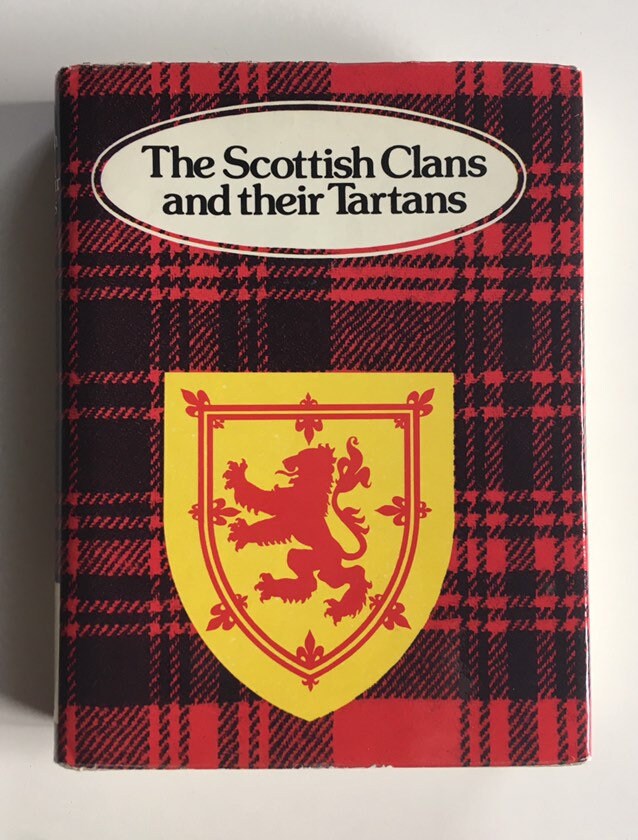 The Scottish Clans
and their Tartans